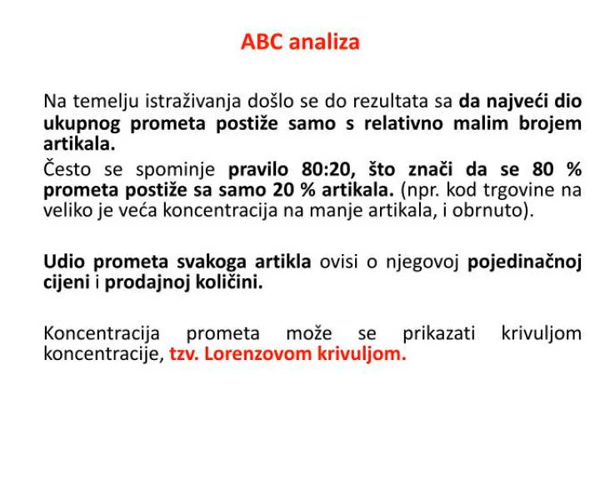 ABC analiza
Na temelju istraživanja došlo se do rezultata sa da najveći dio
ukupnog prometa postiže samo s relativno malim brojem
artikala.
Često se spominje pravilo 80:20, što znači da se 80 %
prometa postiže sa samo 20 % artikala. (npr. kod trgovine na
veliko je veća koncentracija na manje artikala, i obrnuto).
Udio prometa svakoga artikla ovisi o njegovoj pojedinačnoj
cijeni i prodajnoj količini.
Koncentracija prometa može se prikazati krivuljom
koncentracije, tzv. Lorenzovom krivuljom.